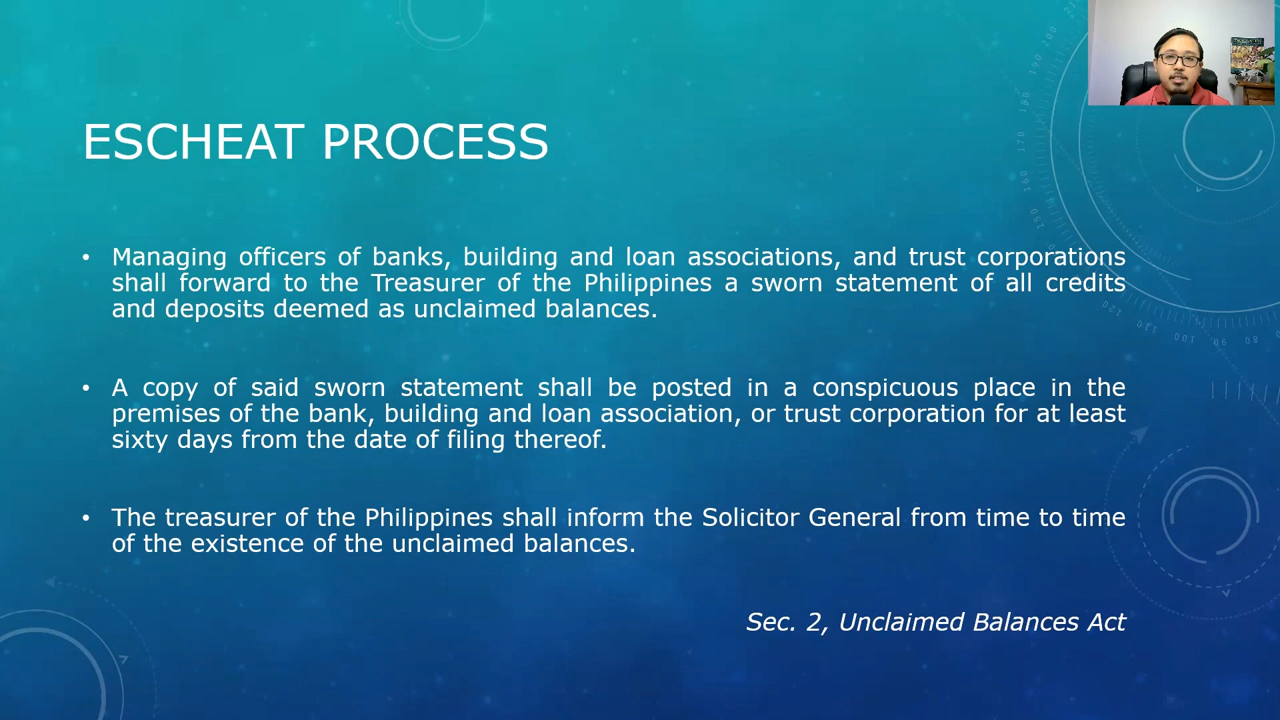 ESCHEAT PROCESS
• Managing officers of banks, building and loan associations, and trust corporations
shall forward to the Treasurer of the Philippines a sworn statement of all credits
and deposits deemed as unclaimed balances.
• A copy of said sworn statement shall be posted in a conspicuous place in the
premises of the bank, building and loan association, or trust corporation for at least
sixty days from the date of filing thereof.
• The treasurer of the Philippines shall inform the Solicitor General from time to time
of the existence of the unclaimed balances.
Sec. 2, Unclaimed Balances Act